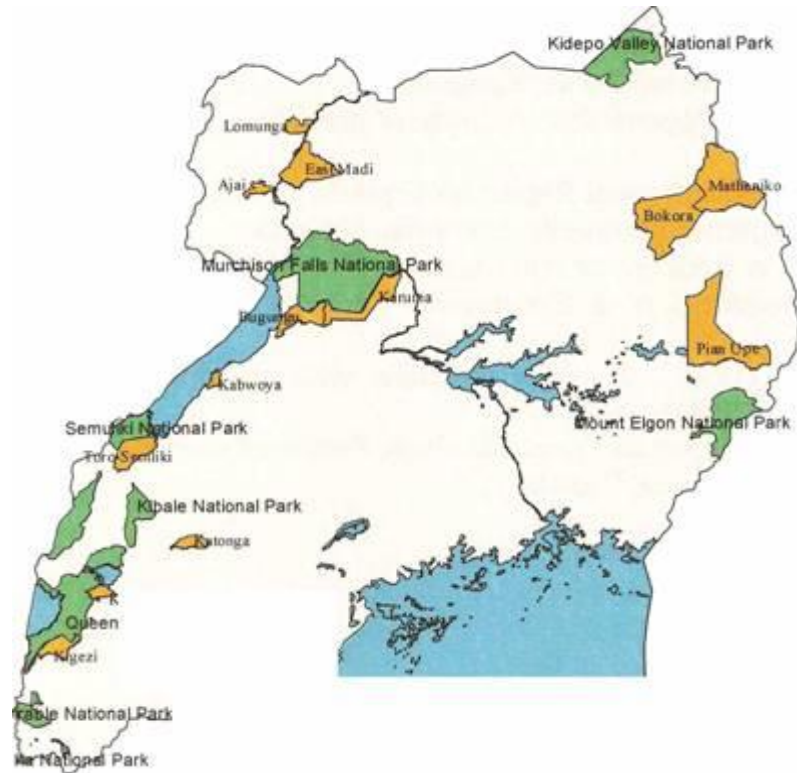 Kidepo Valley National Park
Lomunga
East Madi
Ajai
Matheniko
Bokora
Murchison Falls National Park
Karuma
Bugungu
Pian Upe
Kabwoya
Mount Elgon National Park
Semuliki National Park
Toro-Semliki
Kibale National Park
Katonga
K
Queen
Kigezi
National Park
National Park